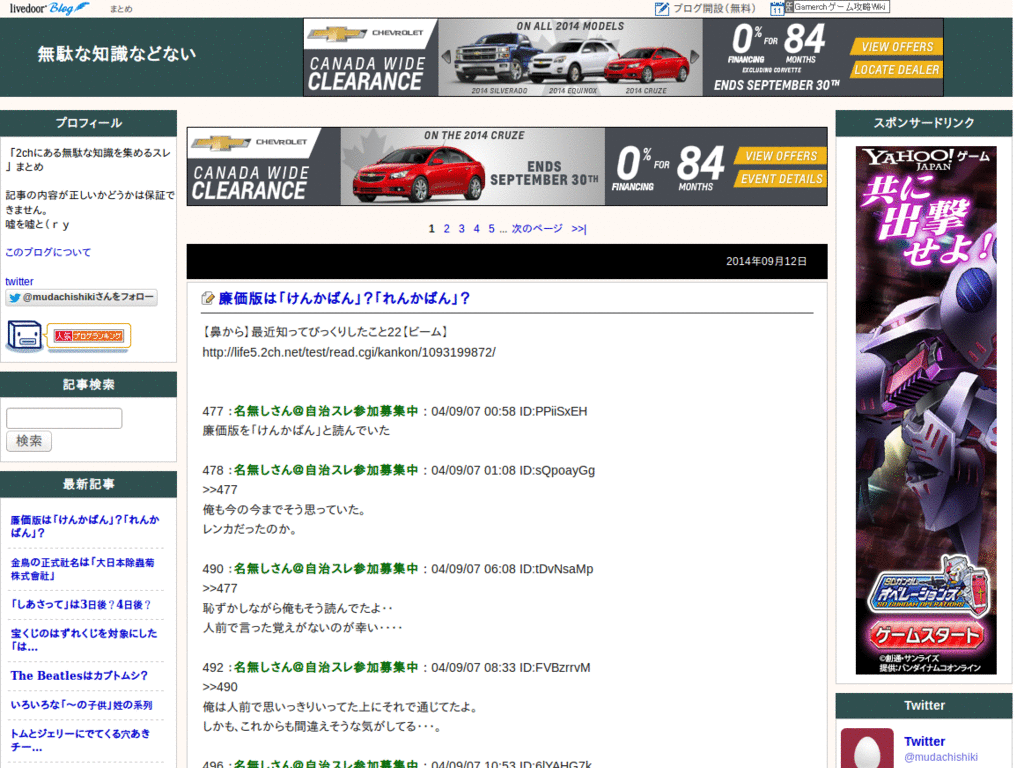 livedoor Blog まとめ ブログ開設(無料) Gamerchゲーム攻略Wiki
無駄な知識などない
CHEVROLET
CANADA WIDE
CLEARANCE
ON ALL 2014 MODELS
2014 SILVERADO 2014 EQUINOX 2014 CRUZE
0% FOR 84
FINANCING MONTHS
EXCLUDING CORVETTE
ENDS SEPTEMBER 30TH
VIEW OFFERS
LOCATE DEALER
プロフィール
「2chにある無駄な知識を集めるスレ
」まとめ
記事の内容が正しいかどうかは保証で
きません。
嘘を嘘と(ｒｙ
このブログについて
twitter
@mudachishikiさんをフォロー
人気ブログランキング
記事検索
検索
最新記事
廉価版は「けんかばん」?「れんか
ばん」?
金鳥の正式社名は「大日本除蟲菊
株式會社」
「しあさって」は3日後？4日後？
宝くじのはずれくじを対象にした
「は...
The Beatlesはカブトムシ？
いろいろな「～の子供」姓の系列
トムとジェリーにでてくる穴あき
チー...
CHEVROLET
CANADA WIDE
CLEARANCE
ON THE 2014 CRUZE
ENDS
SEPTEMBER 30TH
0% FOR 84
FINANCING MONTHS
VIEW OFFERS
EVENT DETAILS
1 2 3 4 5 ... 次のページ >>|
2014年09月12日
廉価版は「けんかばん」?「れんかばん」?
【鼻から】最近知ってびっくりしたこと22【ビーム】
http://life5.2ch.net/test/read.cgi/kankon/1093199872/
477 ：名無しさん＠自治スレ参加募集中：04/09/07 00:58 ID:PPiiSxEH
廉価版を「けんかばん」と読んでいた
478 ：名無しさん＠自治スレ参加募集中：04/09/07 01:08 ID:sQpoayGg
>>477
俺も今の今までそう思っていた。
レンカだったのか。
490 ：名無しさん＠自治スレ参加募集中：04/09/07 06:08 ID:tDvNsaMp
>>477
恥ずかしながら俺もそう読んでたよ‥
人前で言った覚えがないのが幸い‥‥
492 ：名無しさん＠自治スレ参加募集中：04/09/07 08:33 ID:FVBzrrvM
>>490
俺は人前で思いっきりいってた上にそれで通じてたよ。
しかも、これからも間違えそうな気がしてる･･･。
496 ：名無しさん＠自治スレ参加募集中：04/09/07 10:53 ID:6lYAHG7k
スポンサードリンク
YAHOO! JAPAN ゲーム
共に
出撃
せよ!
SDガンダム
オペレーションズ
SD GUNDAM OPERATIONS
ゲームスタート
©創通・サンライズ
提供:バンダイナムコオンライン
Twitter
Twitter
@mudachishiki